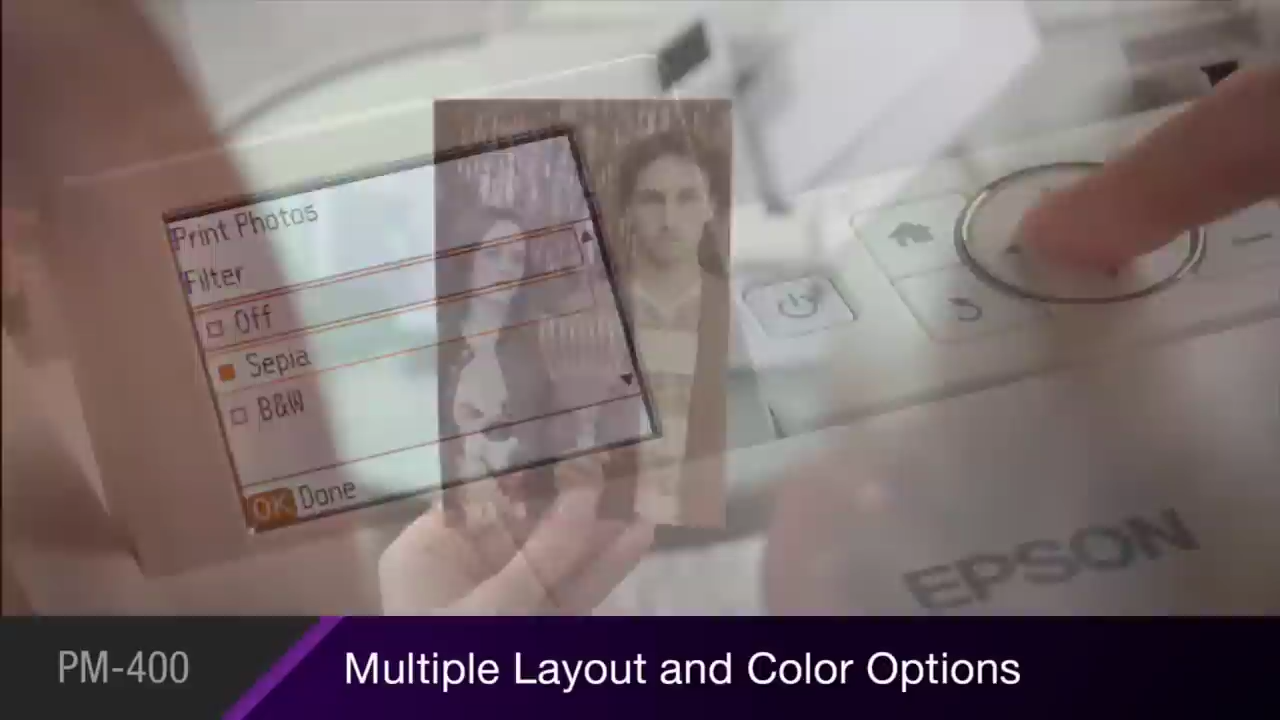 Print Photos
Filter
Off
Sepia
B&W
OK Done
EPSON
PM-400
Multiple Layout and Color Options